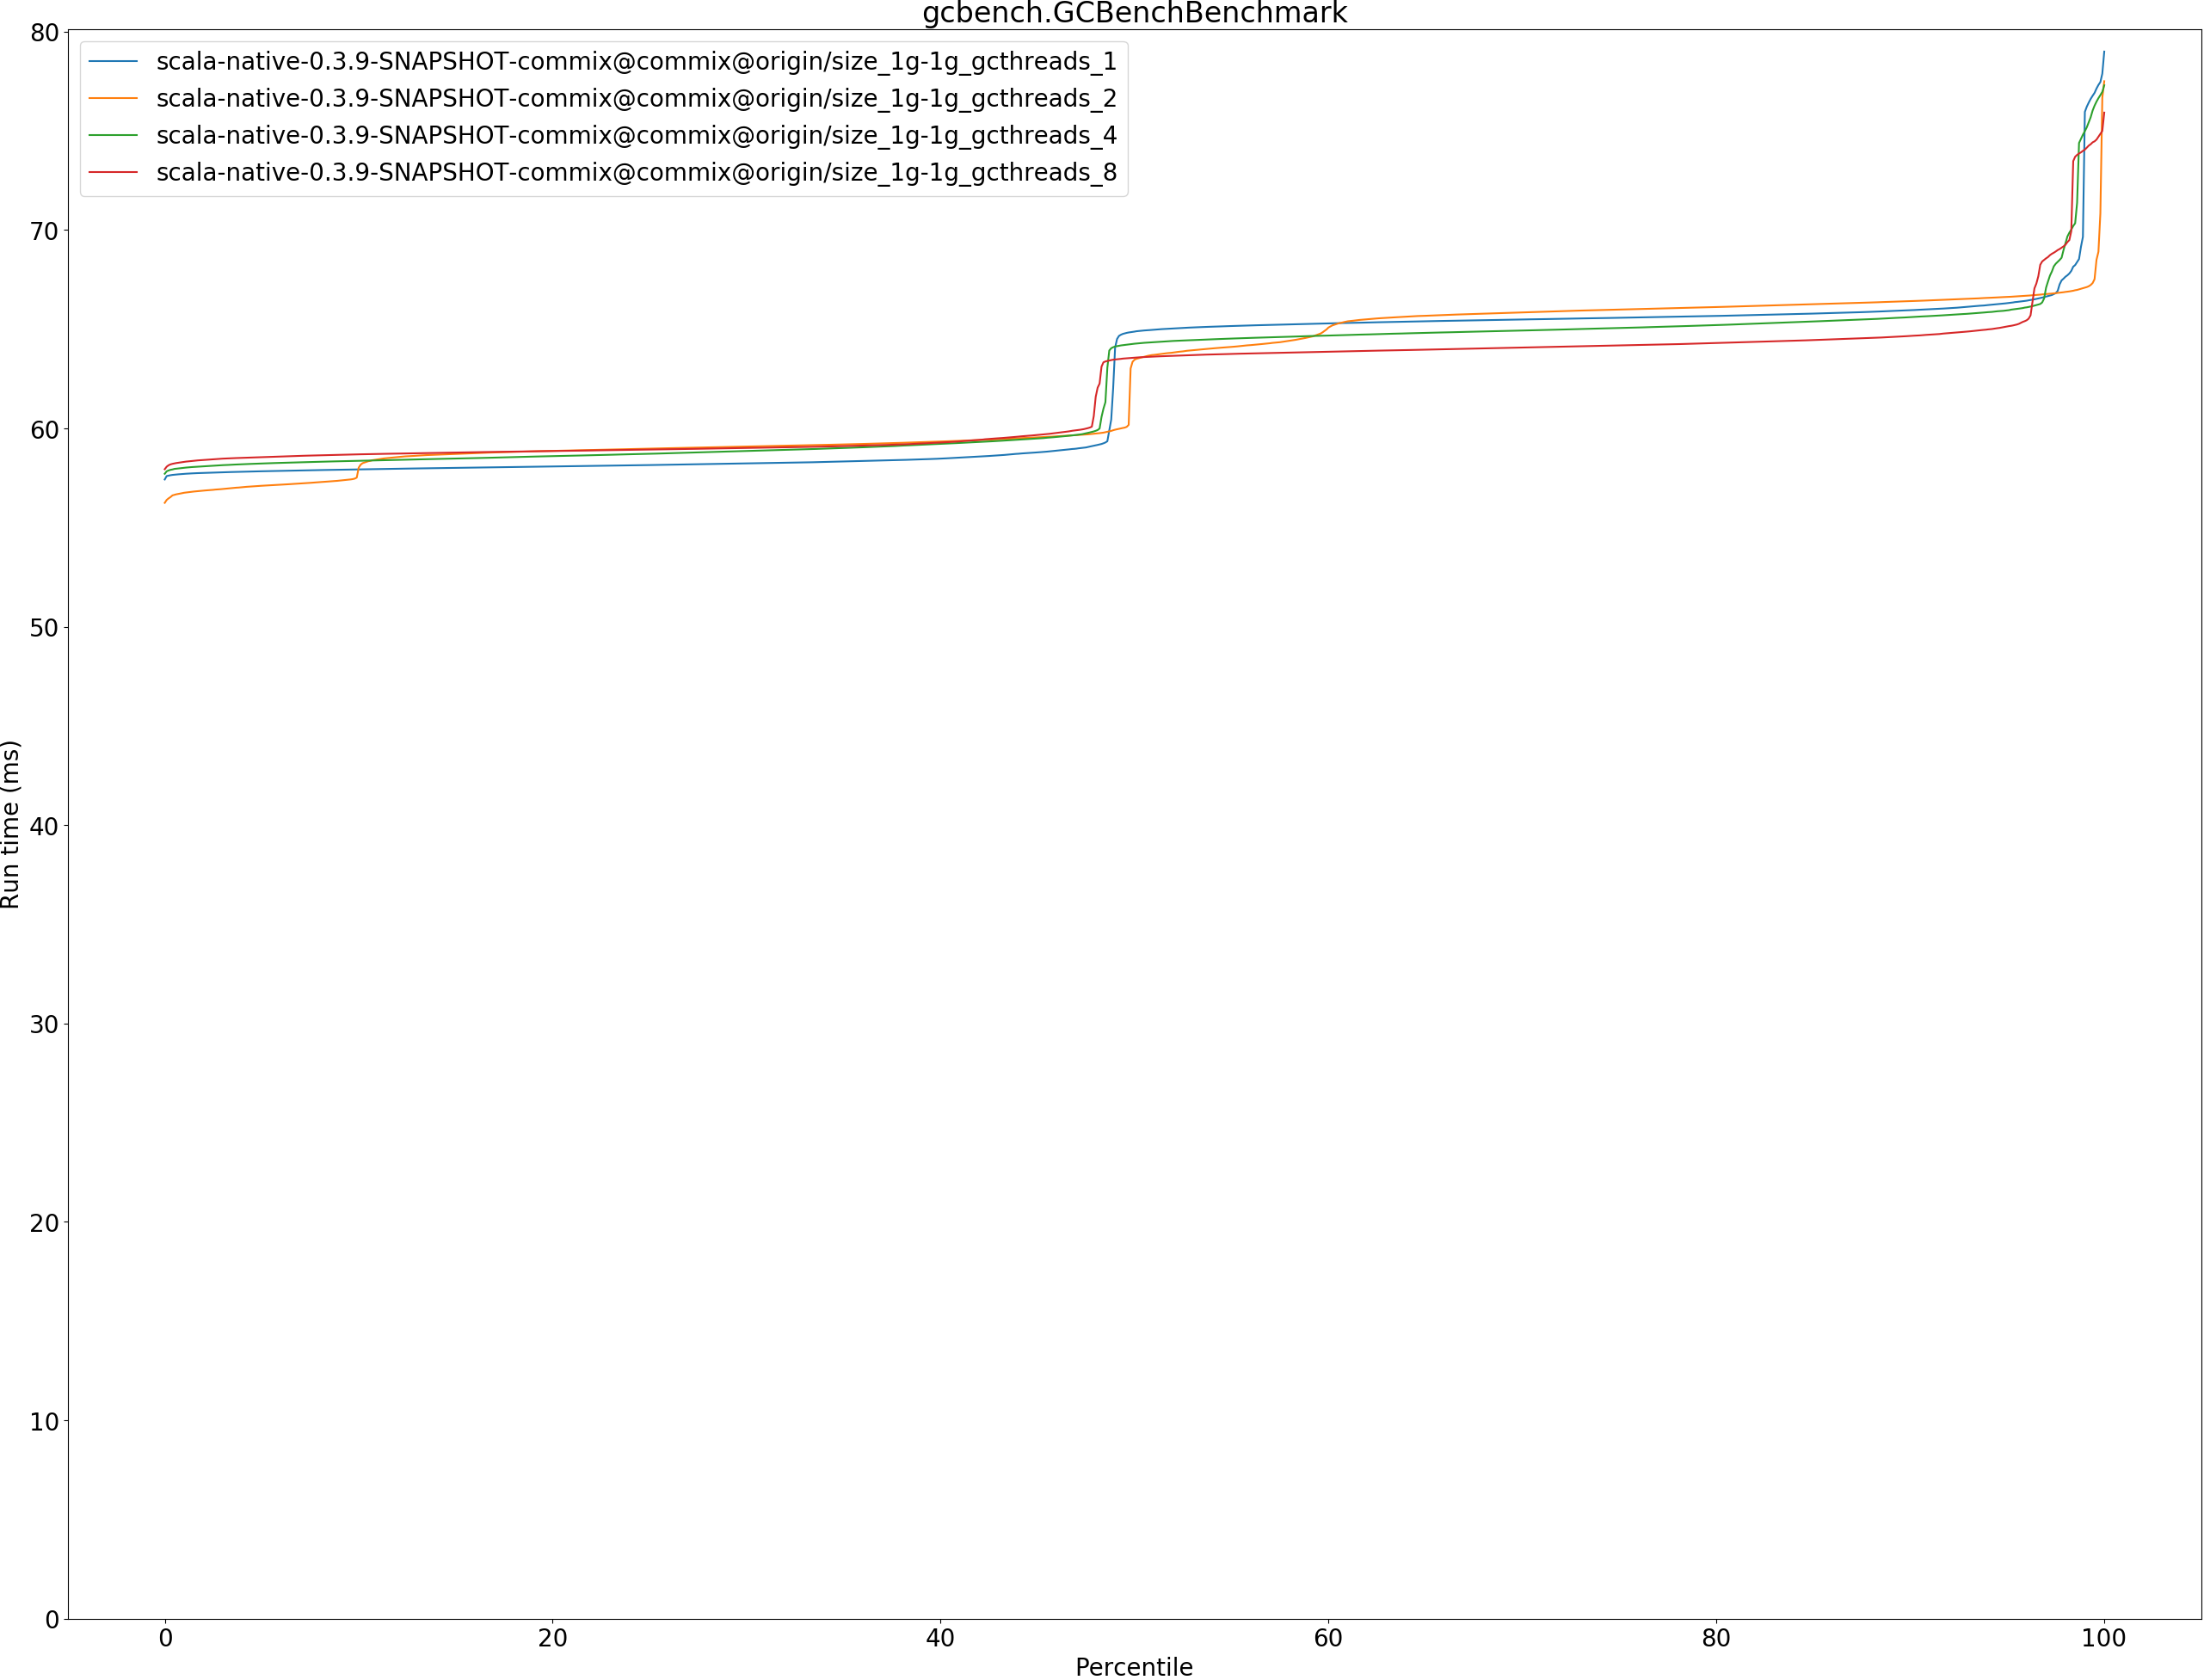 gcbench.GCBenchBenchmark
80
70
60
50
40
30
20
10
0
Run time (ms)
scala-native-0.3.9-SNAPSHOT-commix@commix@origin/size_1g-1g_gcthreads_1
scala-native-0.3.9-SNAPSHOT-commix@commix@origin/size_1g-1g_gcthreads_2
scala-native-0.3.9-SNAPSHOT-commix@commix@origin/size_1g-1g_gcthreads_4
scala-native-0.3.9-SNAPSHOT-commix@commix@origin/size_1g-1g_gcthreads_8
0 20 40 60 80 100
Percentile